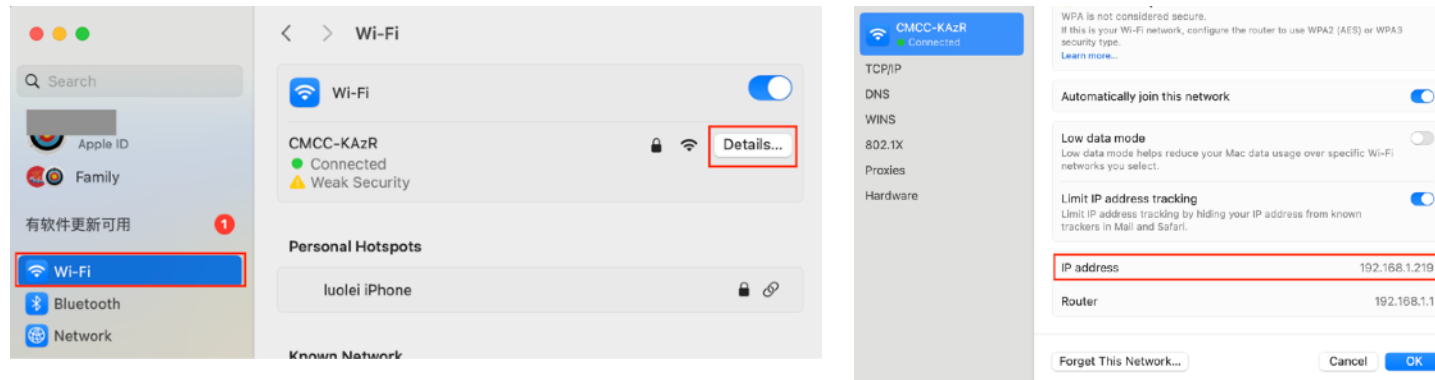 Wi-Fi
Search
Apple ID
Family
有软件更新可用
1
Wi-Fi
Bluetooth
Network
Wi-Fi
CMCC-KAzR
Details...
Connected
Weak Security
Personal Hotspots
luolei iPhone
Known Network
CMCC-KAzR
Connected
TCP/IP
DNS
WINS
802.1X
Proxies
Hardware
WPA is not considered secure.
If this is your Wi-Fi network, configure the router to use WPA2 (AES) or WPA3
security type.
Learn more...
Automatically join this network
Low data mode
Low data mode helps reduce your Mac data usage over specific Wi-Fi
networks you select.
Limit IP address tracking
Limit IP address tracking by hiding your IP address from known
trackers in Mail and Safari.
IP address 192.168.1.219
Router 192.168.1.1
Forget This Network... Cancel OK